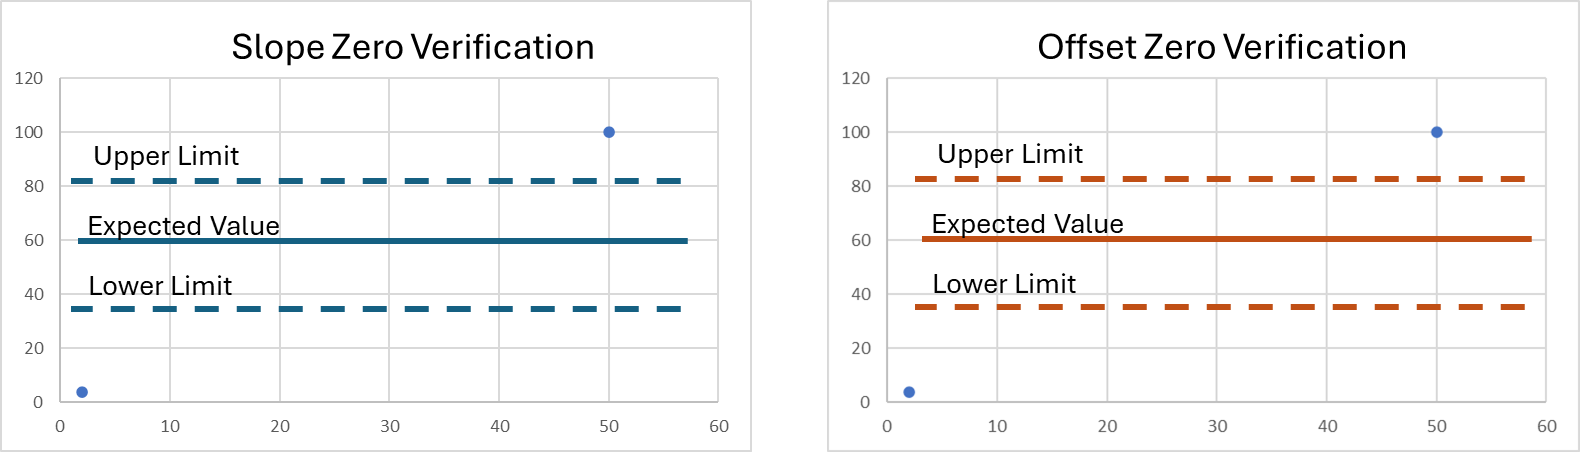 Slope Zero Verification
120
100
Upper Limit
80
Expected Value
60
Lower Limit
40
20
0
0 10 20 30 40 50 60
Offset Zero Verification
120
100
Upper Limit
80
Expected Value
60
Lower Limit
40
20
0
0 10 20 30 40 50 60